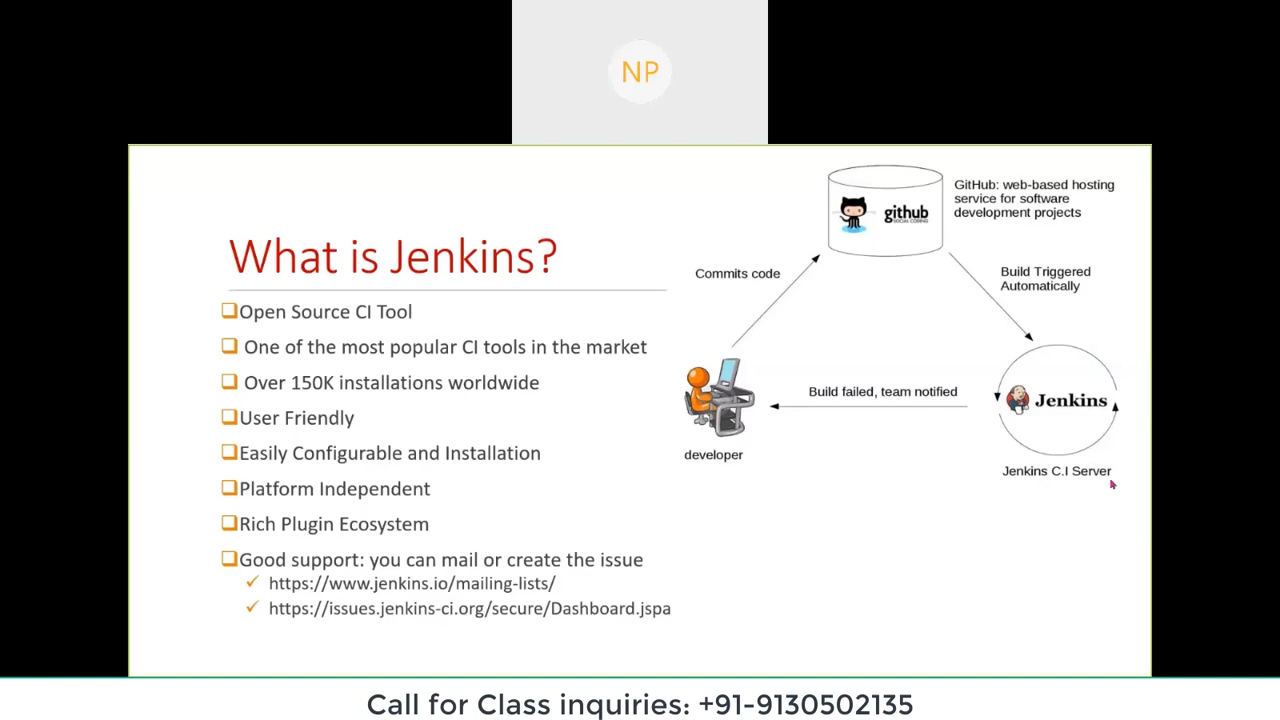 NP
What is Jenkins?
❑Open Source CI Tool
❑ One of the most popular CI tools in the market
❑ Over 150K installations worldwide
❑User Friendly
❑Easily Configurable and Installation
❑Platform Independent
❑Rich Plugin Ecosystem
❑Good support: you can mail or create the issue
✓ https://www.jenkins.io/mailing-lists/
✓ https://issues.jenkins-ci.org/secure/Dashboard.jspa
github
SOCIAL CODING
GitHub: web-based hosting
service for software
development projects
Commits code
Build Triggered
Automatically
Build failed, team notified
Jenkins
developer
Jenkins C.I Server
Call for Class inquiries: +91-9130502135